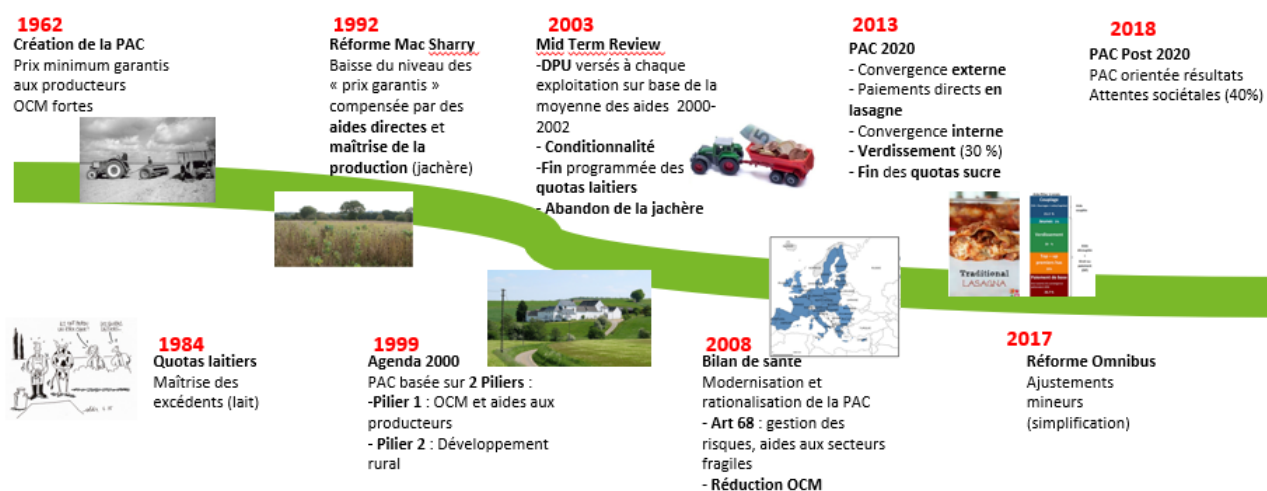 1962
Création de la PAC
Prix minimum garantis
aux producteurs
OCM fortes
1992
Réforme Mac Sharry
Baisse du niveau des
« prix garantis »
compensée par des
aides directes et
maîtrise de la
production (jachère)
2003
Mid Term Review
-DPU versés à chaque
exploitation sur base de la
moyenne des aides 2000-
2002
- Conditionnalité
-Fin programmée des
quotas laitiers
- Abandon de la jachère
2013
PAC 2020
- Convergence externe
- Paiements directs en
lasagne
- Convergence interne
- Verdissement (30 %)
- Fin des quotas sucre
2018
PAC Post 2020
PAC orientée résultats
Attentes sociétales (40%)
Traditional
LASAGNA
Couplage
Verdissement
Paiement de base
1984
Quotas laitiers
Maîtrise des
excédents (lait)
1999
Agenda 2000
PAC basée sur 2 Piliers :
-Pilier 1 : OCM et aides aux
producteurs
- Pilier 2 : Développement
rural
2008
Bilan de santé
Modernisation et
rationalisation de la PAC
- Art 68 : gestion des
risques, aides aux secteurs
fragiles
- Réduction OCM
2017
Réforme Omnibus
Ajustements
mineurs
(simplification)